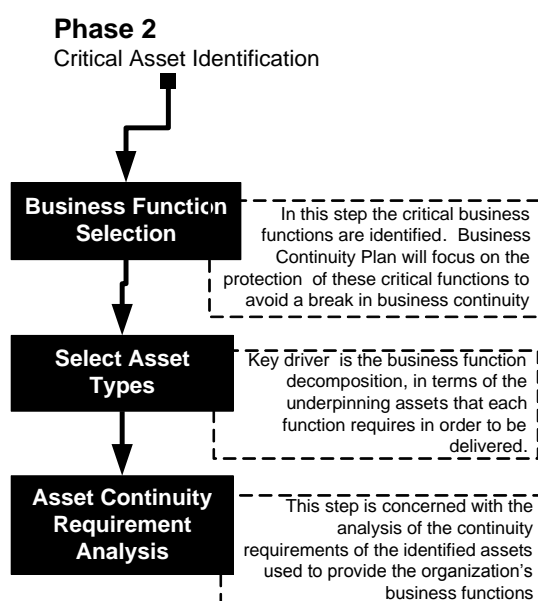 Phase 2
Critical Asset Identification
Business Function
Selection
In this step the critical business
functions are identified. Business
Continuity Plan will focus on the
protection of these critical functions to
avoid a break in business continuity
Select Asset
Types
Key driver is the business function
decomposition, in terms of the
underpinning assets that each
function requires in order to be
delivered.
Asset Continuity
Requirement
Analysis
This step is concerned with the
analysis of the continuity
requirements of the identified assets
used to provide the organization's
business functions